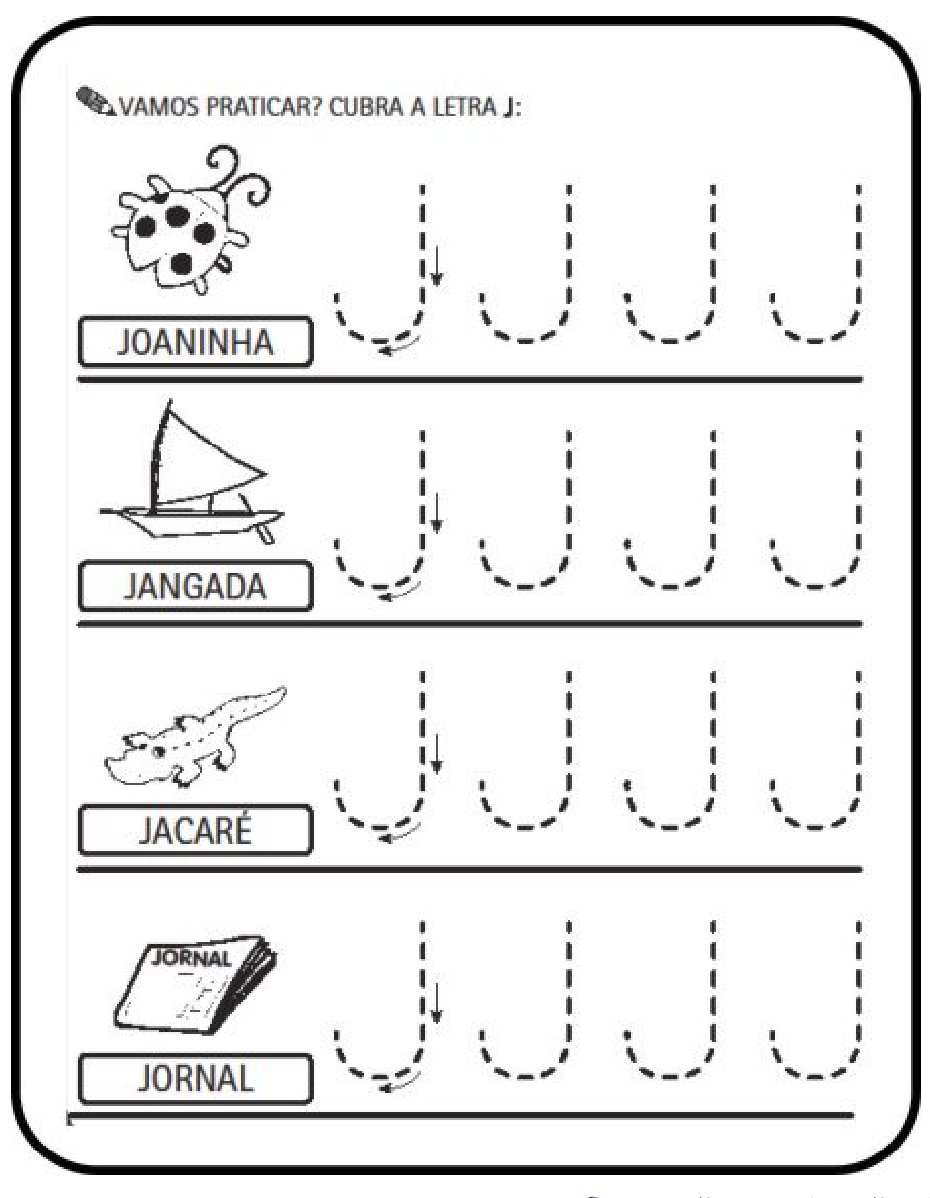 VAMOS PRATICAR? CUBRA A LETRA J:
JOANINHA
JANGADA
JACARÉ
JORNAL
JORNAL